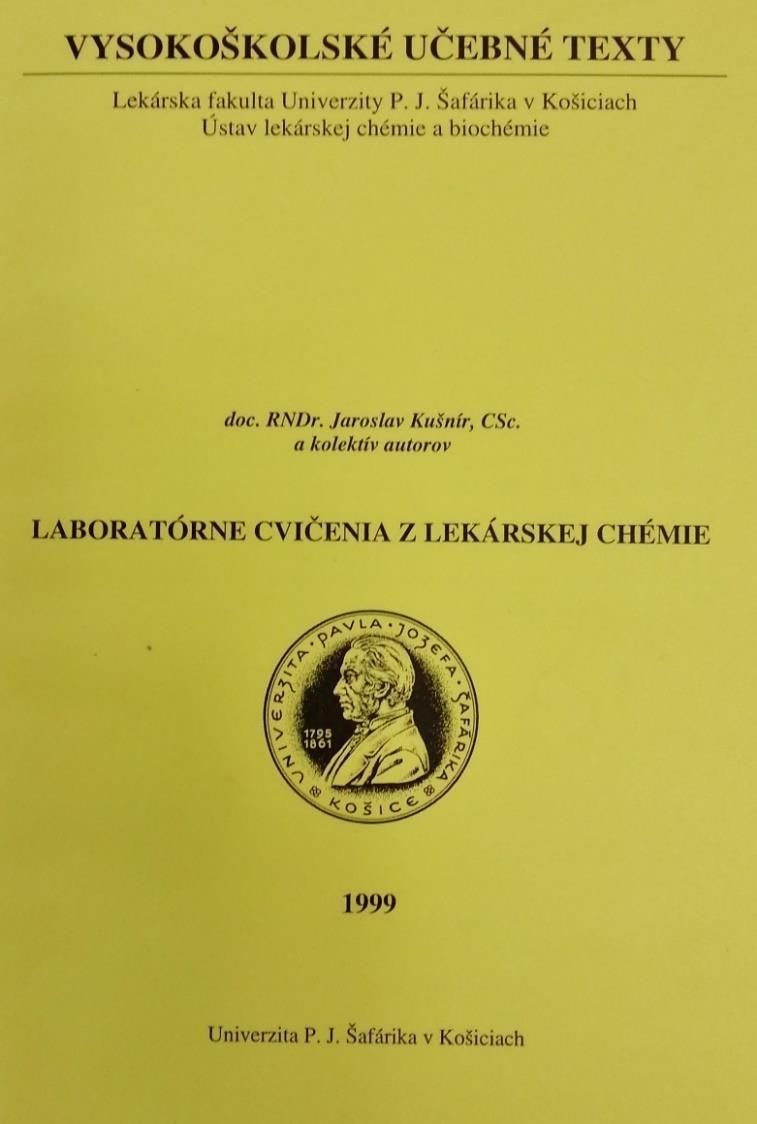 VYSOKOŠKOLSKÉ UČEBNÉ TEXTY
Lekárska fakulta Univerzity P. J. Šafárika v Košiciach
Ústav lekárskej chémie a biochémie
doc. RNDr. Jaroslav Kušnír, CSc.
a kolektív autorov
LABORATÓRNE CVIČENIA Z LEKÁRSKEJ CHÉMIE
UNIVERZITA · PAVLA · JOZEFA · ŠAFÁRIKA
1795
1861
KOŠICE
1999
Univerzita P. J. Šafárika v Košiciach